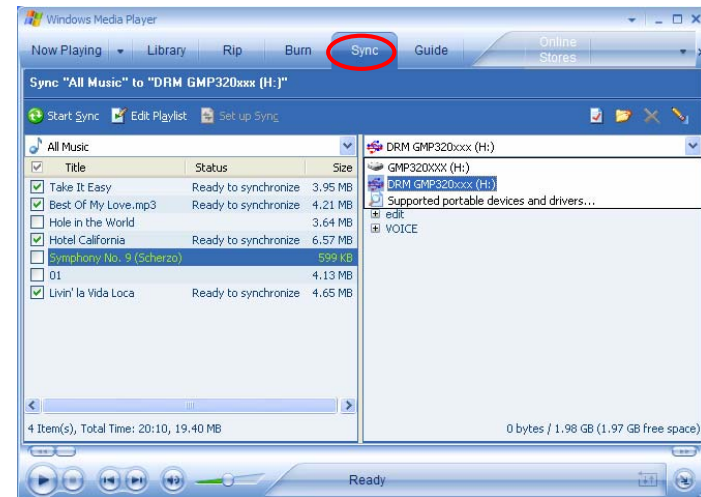 Windows Media Player
Now Playing Library Rip Burn Sync Guide Online Stores
Sync "All Music" to "DRM GMP320xxx (H:)"
Start Sync Edit Playlist Set up Sync
All Music DRM GMP320xxx (H:)
Title Status Size GMP320XXX (H:)
Take It Easy Ready to synchronize 3.95 MB DRM GMP320xxx (H:)
Best Of My Love.mp3 Ready to synchronize 4.21 MB Supported portable devices and drivers...
Hole in the World 3.64 MB edit
Hotel California Ready to synchronize 6.57 MB VOICE
Symphony No. 9 (Scherzo) 599 KB
01 4.13 MB
Livin' la Vida Loca Ready to synchronize 4.65 MB
4 Item(s), Total Time: 20:10, 19.40 MB 0 bytes / 1.98 GB (1.97 GB free space)
Ready